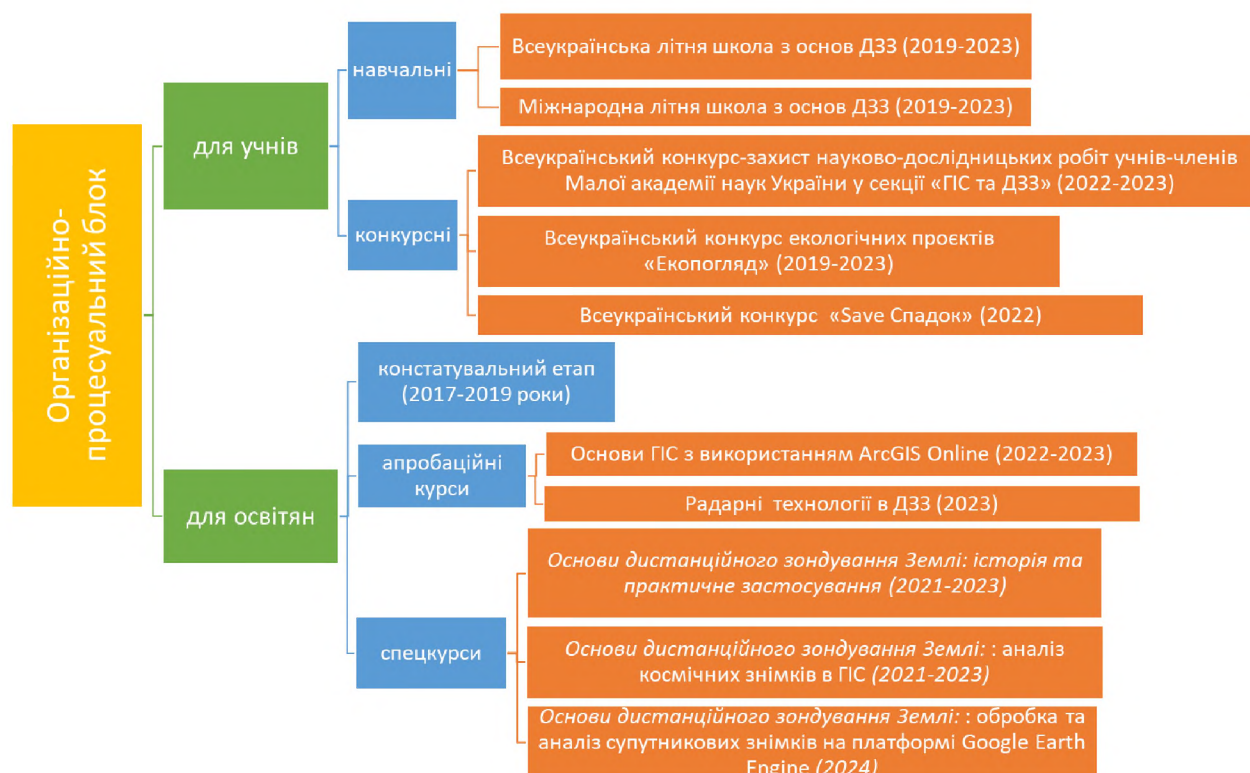 Організаційно-
процесуальний блок
для учнів
навчальні
Всеукраїнська літня школа з основ ДЗЗ (2019-2023)
Міжнародна літня школа з основ ДЗЗ (2019-2023)
конкурсні
Всеукраїнський конкурс-захист науково-дослідницьких робіт учнів-членів
Малої академії наук України у секції «ГІС та ДЗЗ» (2022-2023)
Всеукраїнський конкурс екологічних проєктів
«Екопогляд» (2019-2023)
Всеукраїнський конкурс «Save Спадок» (2022)
для освітян
констатувальний етап
(2017-2019 роки)
апробаційні
курси
Основи ГІС з використанням ArcGIS Online (2022-2023)
Радарні технології в ДЗЗ (2023)
спецкурси
Основи дистанційного зондування Землі: історія та
практичне застосування (2021-2023)
Основи дистанційного зондування Землі: : аналіз
космічних знімків в ГІС (2021-2023)
Основи дистанційного зондування Землі: : обробка та
аналіз супутникових знімків на платформі Google Earth
Engine (2024)